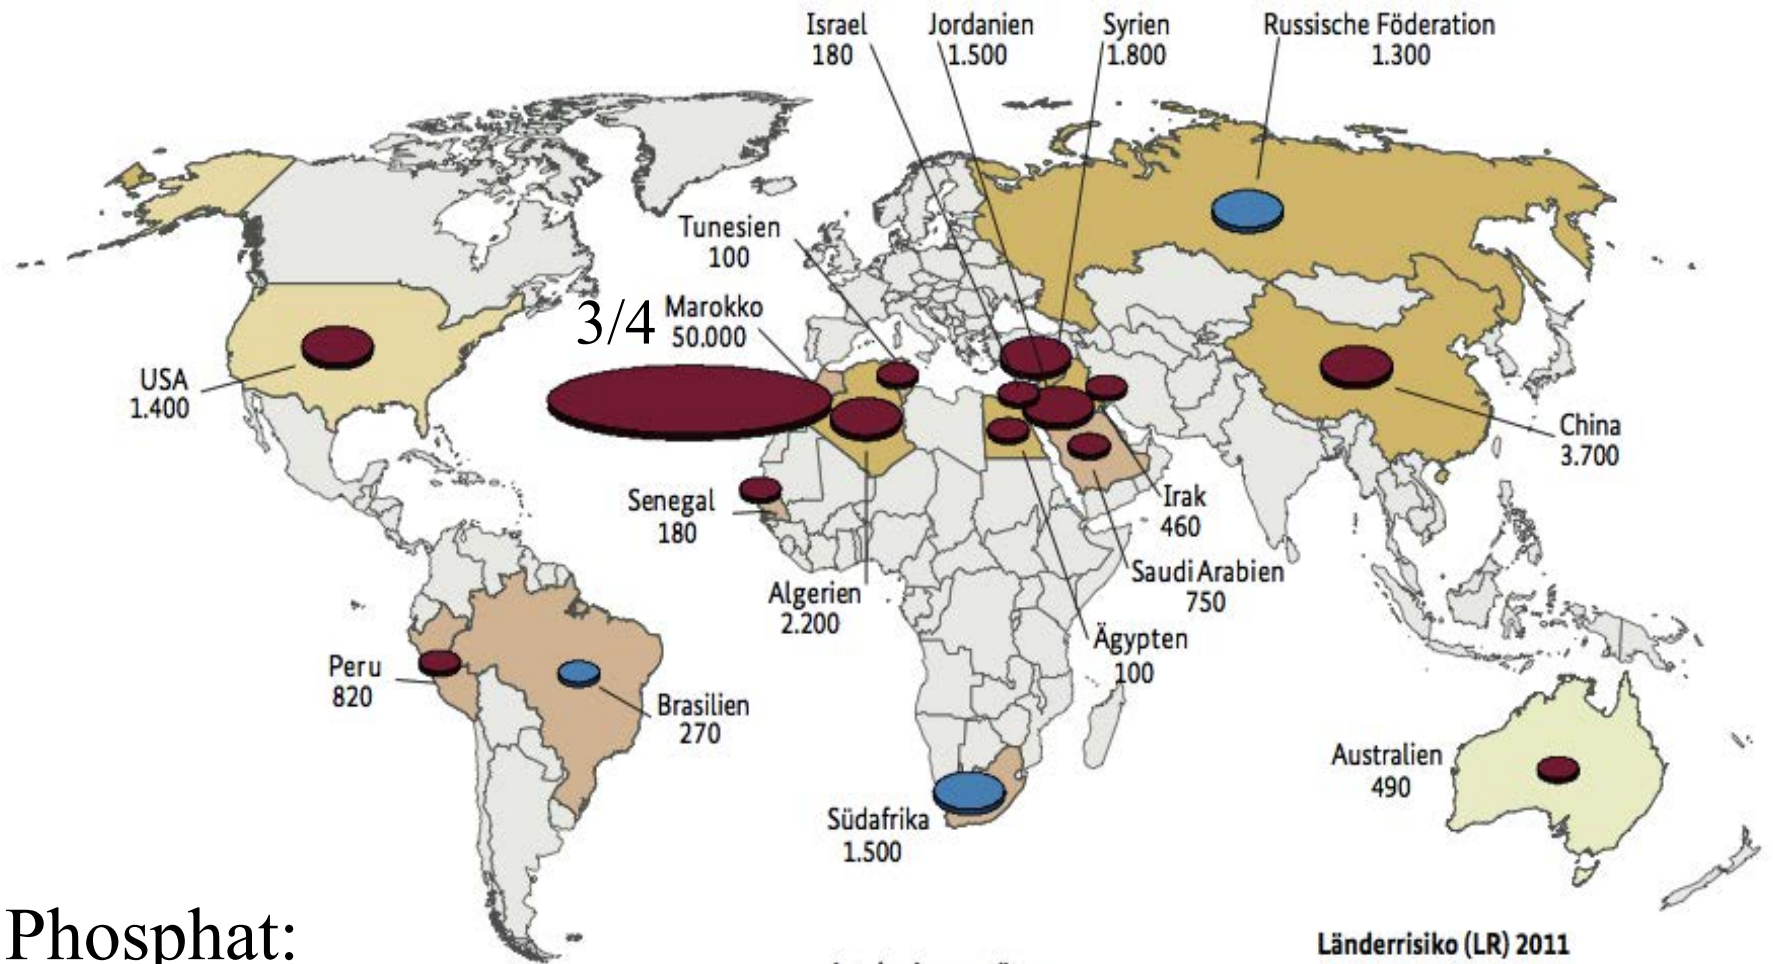 Israel
180
Jordanien
1.500
Syrien
1.800
Russische Föderation
1.300
Tunesien
100
3/4
Marokko
50.000
USA
1.400
China
3.700
Senegal
180
Irak
460
Algerien
2.200
Saudi Arabien
750
Ägypten
100
Peru
820
Brasilien
270
Australien
490
Südafrika
1.500
Phosphat:
Länderrisiko (LR) 2011